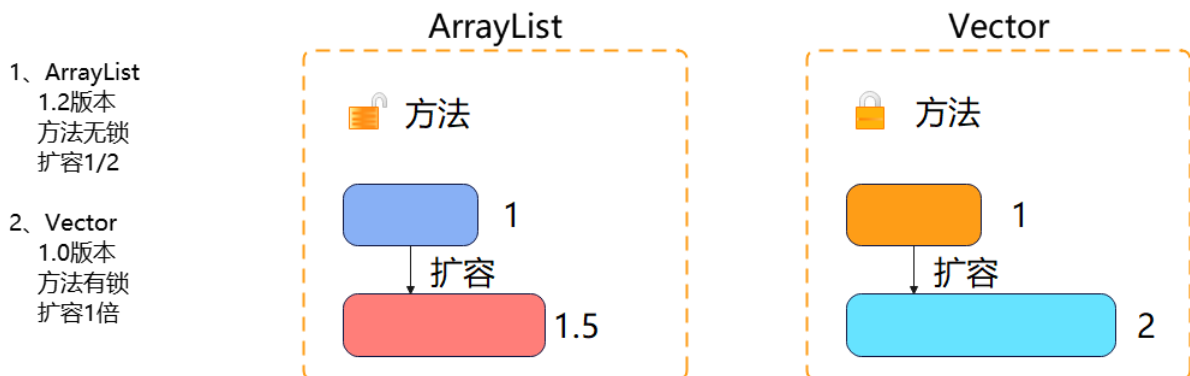 1、ArrayList
1.2版本
方法无锁
扩容1/2
2、Vector
1.0版本
方法有锁
扩容1倍
ArrayList
方法
1
扩容
1.5
Vector
方法
1
扩容
2